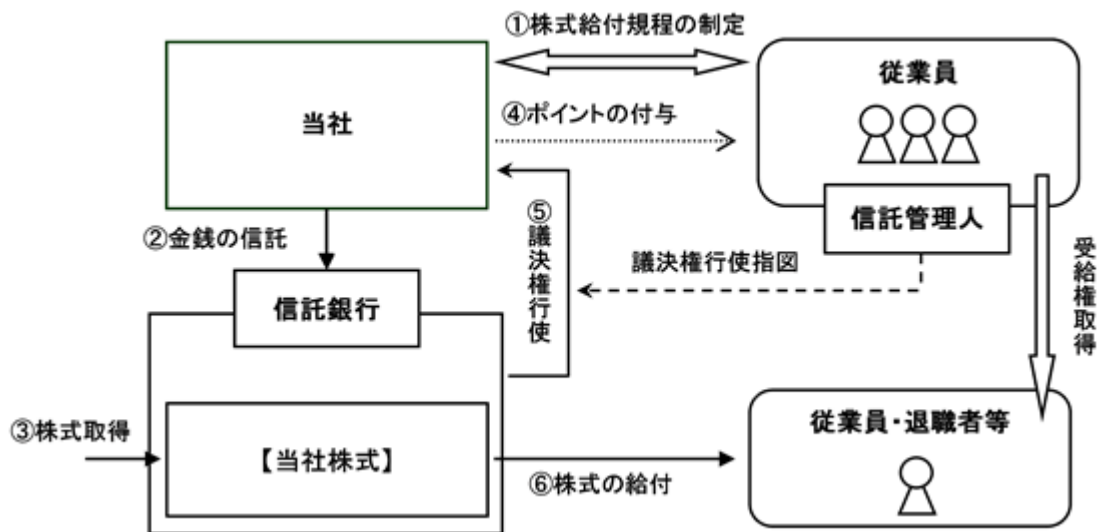 ①株式給付規程の制定
当社
従業員
④ポイントの付与
信託管理人
②金銭の信託
⑤議決権行使
議決権行使指図
受給権取得
信託銀行
③株式取得
【当社株式】
従業員・退職者等
⑥株式の給付